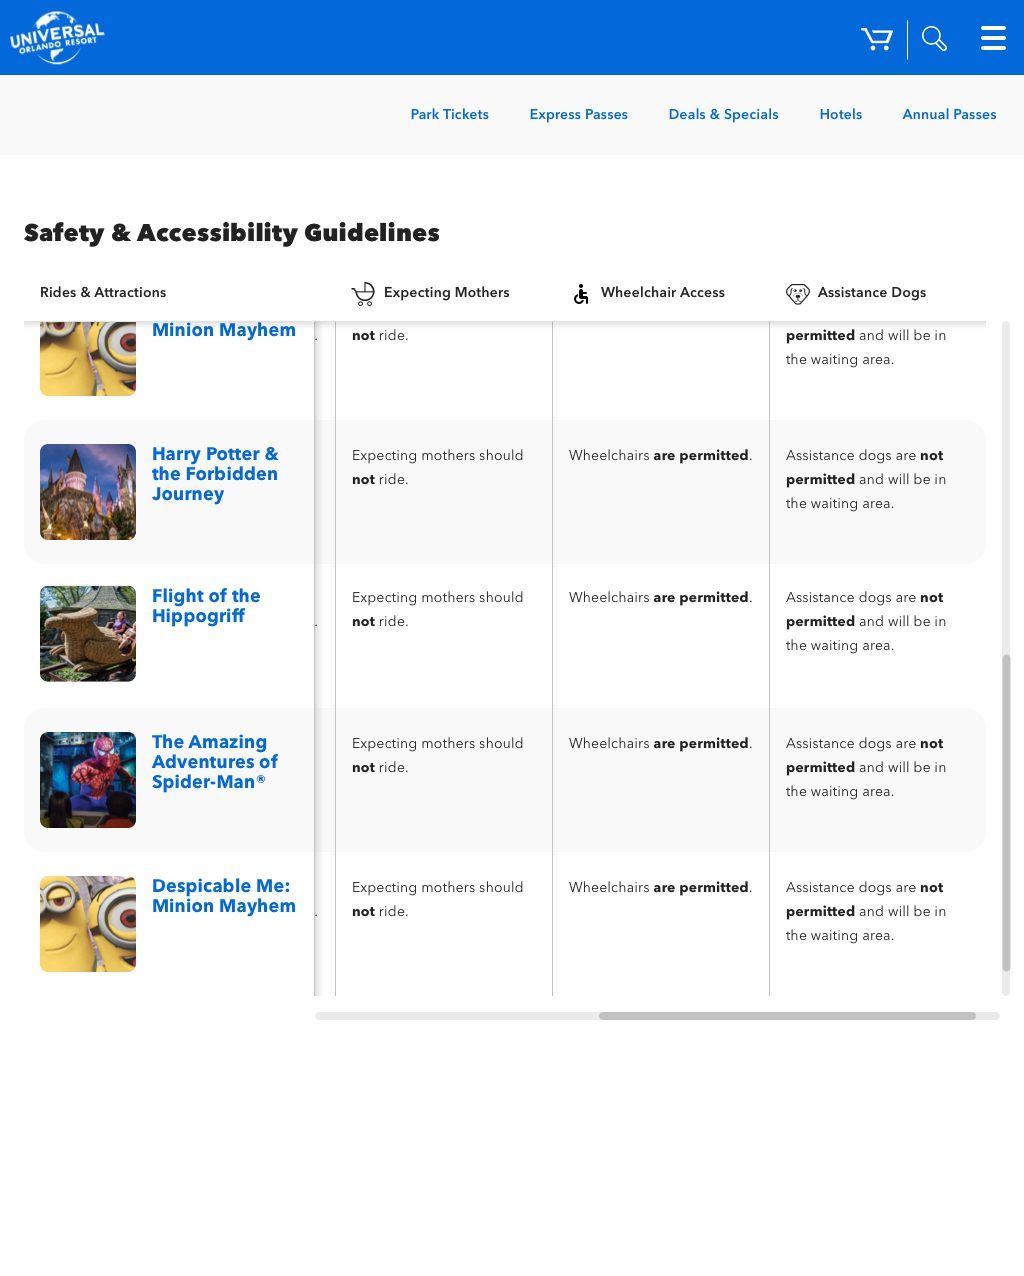 UNIVERSAL
ORLANDO RESORT
Park Tickets Express Passes Deals & Specials Hotels Annual Passes
Safety & Accessibility Guidelines
Rides & Attractions Expecting Mothers Wheelchair Access Assistance Dogs
Minion Mayhem
. not ride.
permitted and will be in
the waiting area.
Harry Potter &
the Forbidden
Journey
Expecting mothers should
not ride.
Wheelchairs are permitted.
Assistance dogs are not
permitted and will be in
the waiting area.
Flight of the
Hippogriff
.
Expecting mothers should
not ride.
Wheelchairs are permitted.
Assistance dogs are not
permitted and will be in
the waiting area.
The Amazing
Adventures of
Spider-Man®
Expecting mothers should
not ride.
Wheelchairs are permitted.
Assistance dogs are not
permitted and will be in
the waiting area.
Despicable Me:
Minion Mayhem
.
Expecting mothers should
not ride.
Wheelchairs are permitted.
Assistance dogs are not
permitted and will be in
the waiting area.